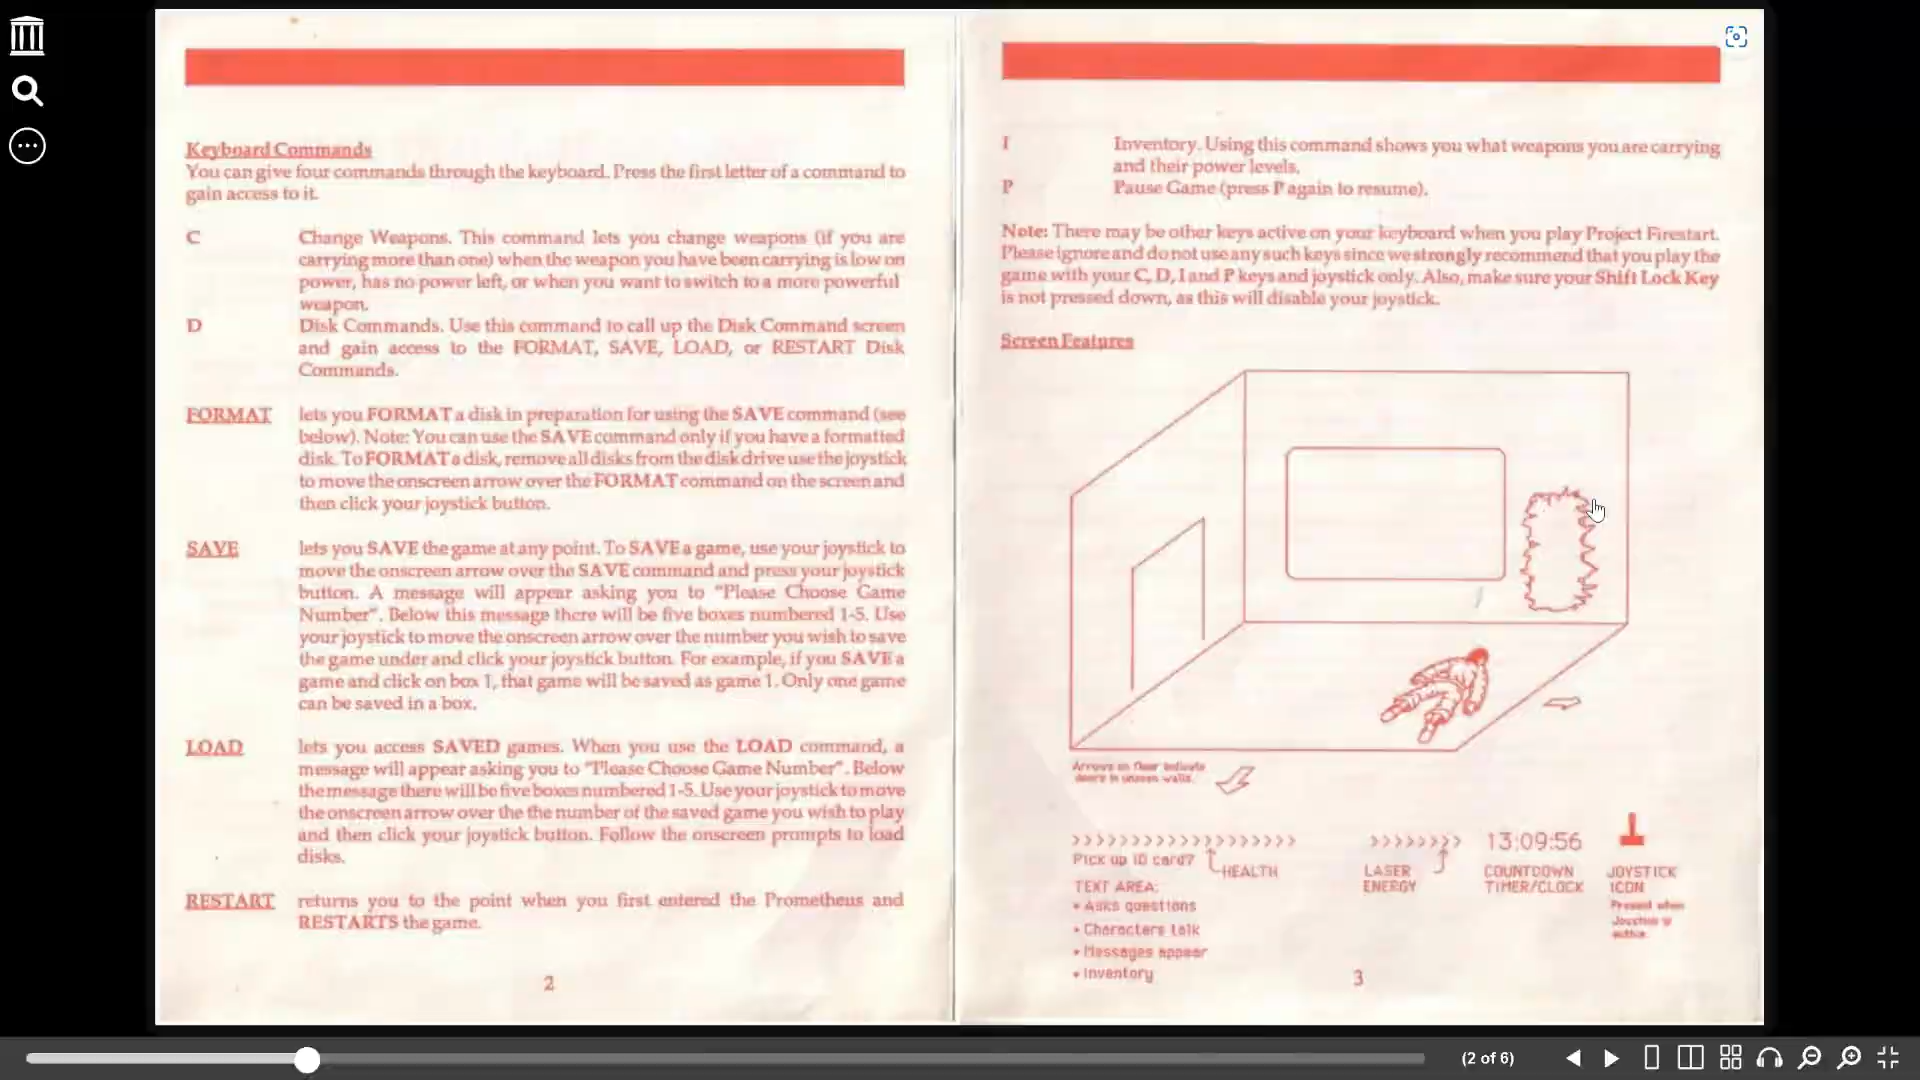 Keyboard Commands
You can give four commands through the keyboard. Press the first letter of a command to
gain access to it.
C Change Weapons. This command lets you change weapons (if you are
carrying more than one) when the weapon you have been carrying is low on
power, has no power left, or when you want to switch to a more powerful
weapon.
D Disk Commands. Use this command to call up the Disk Command screen
and gain access to the FORMAT, SAVE, LOAD, or RESTART Disk
Commands.
FORMAT lets you FORMAT a disk in preparation for using the SAVE command (see
below). Note: You can use the SAVE command only if you have a formatted
disk. To FORMAT a disk, remove all disks from the disk drive use the joystick
to move the onscreen arrow over the FORMAT command on the screen and
then click your joystick button.
SAVE lets you SAVE the game at any point. To SAVE a game, use your joystick to
move the onscreen arrow over the SAVE command and press your joystick
button. A message will appear asking you to "Please Choose Game
Number". Below this message there will be five boxes numbered 1-5. Use
your joystick to move the onscreen arrow over the number you wish to save
the game under and click your joystick button. For example, if you SAVE a
game and click on box 1, that game will be saved as game 1. Only one game
can be saved in a box.
LOAD lets you access SAVED games. When you use the LOAD command, a
message will appear asking you to "Please Choose Game Number". Below
the message there will be five boxes numbered 1-5. Use your joystick to move
the onscreen arrow over the the number of the saved game you wish to play
and then click your joystick button. Follow the onscreen prompts to load
disks.
RESTART returns you to the point when you first entered the Prometheus and
RESTARTS the game.
2
I Inventory. Using this command shows you what weapons you are carrying
and their power levels.
P Pause Game (press P again to resume).
Note: There may be other keys active on your keyboard when you play Project Firestart.
Please ignore and do not use any such keys since we strongly recommend that you play the
game with your C, D, I and P keys and joystick only. Also, make sure your Shift Lock Key
is not pressed down, as this will disable your joystick.
Screen Features
Arrows on floor indicate
doors in unseen walls.
>>>>>>>>>>>>>>>>>>> >>>>>>>> 13:09:56
Pick up ID card? HEALTH
LASER
ENERGY
COUNTDOWN
TIMER/CLOCK
JOYSTICK
ICON
Present when
Joystick is
active.
TEXT AREA:
• Asks questions
• Characters talk
• Messages appear
• Inventory
3
(2 of 6)